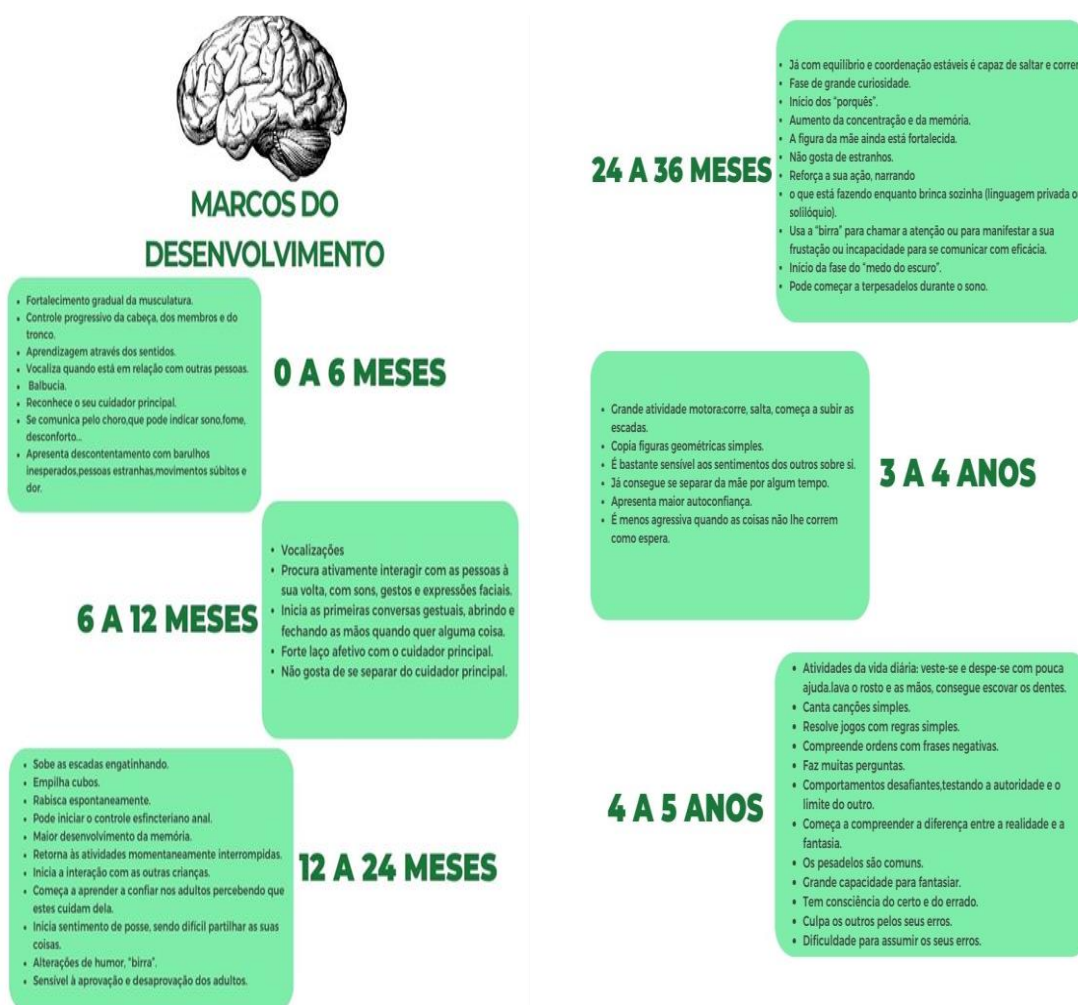 MARCOS DO
DESENVOLVIMENTO
• Fortalecimento gradual da musculatura.
• Controle progressivo da cabeça, dos membros e do
tronco.
• Aprendizagem através dos sentidos.
• Vocaliza quando está em relação com outras pessoas.
• Balbucia.
• Reconhece o seu cuidador principal.
• Se comunica pelo choro,que pode indicar sono,fome,
desconforto...
• Apresenta descontentamento com barulhos
inesperados,pessoas estranhas,movimentos súbitos e
dor.
0 A 6 MESES
6 A 12 MESES
• Vocalizações
• Procura ativamente interagir com as pessoas à
sua volta, com sons, gestos e expressões faciais.
• Inicia as primeiras conversas gestuais, abrindo e
fechando as mãos quando quer alguma coisa.
• Forte laço afetivo com o cuidador principal.
• Não gosta de se separar do cuidador principal.
• Sobe as escadas engatinhando.
• Empilha cubos.
• Rabisca espontaneamente.
• Pode iniciar o controle esfincteriano anal.
• Maior desenvolvimento da memória.
• Retorna às atividades momentaneamente interrompidas.
• Inicia a interação com as outras crianças.
• Começa a aprender a confiar nos adultos percebendo que
estes cuidam dela.
• Inicia sentimento de posse, sendo difícil partilhar as suas
coisas.
• Alterações de humor, "birra".
• Sensível à aprovação e desaprovação dos adultos.
12 A 24 MESES
24 A 36 MESES
• Já com equilíbrio e coordenação estáveis é capaz de saltar e correr
• Fase de grande curiosidade.
• Início dos "porquês".
• Aumento da concentração e da memória.
• A figura da mãe ainda está fortalecida.
• Não gosta de estranhos.
• Reforça a sua ação, narrando
• o que está fazendo enquanto brinca sozinha (linguagem privada o
solilóquio).
• Usa a "birra" para chamar a atenção ou para manifestar a sua
frustação ou incapacidade para se comunicar com eficácia.
• Início da fase do "medo do escuro".
• Pode começar a terpesadelos durante o sono.
• Grande atividade motora:corre, salta, começa a subir as
escadas.
• Copia figuras geométricas simples.
• É bastante sensível aos sentimentos dos outros sobre si.
• Já consegue se separar da mãe por algum tempo.
• Apresenta maior autoconfiança.
• É menos agressiva quando as coisas não lhe correm
como espera.
3 A 4 ANOS
4 A 5 ANOS
• Atividades da vida diária: veste-se e despe-se com pouca
ajuda.lava o rosto e as mãos, consegue escovar os dentes.
• Canta canções simples.
• Resolve jogos com regras simples.
• Compreende ordens com frases negativas.
• Faz muitas perguntas.
• Comportamentos desafiantes,testando a autoridade e o
limite do outro.
• Começa a compreender a diferença entre a realidade e a
fantasia.
• Os pesadelos são comuns.
• Grande capacidade para fantasiar.
• Tem consciência do certo e do errado.
• Culpa os outros pelos seus erros.
• Dificuldade para assumir os seus erros.